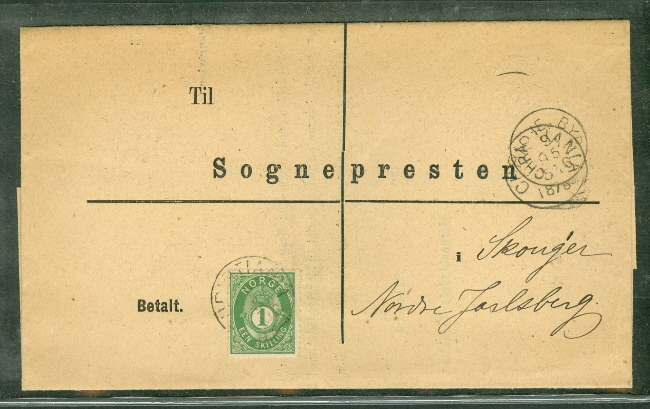 Til
Sognepresten
i Skouger
Nordre Jarlsberg.
Betalt.
NORGE
1
EEN SKILLING